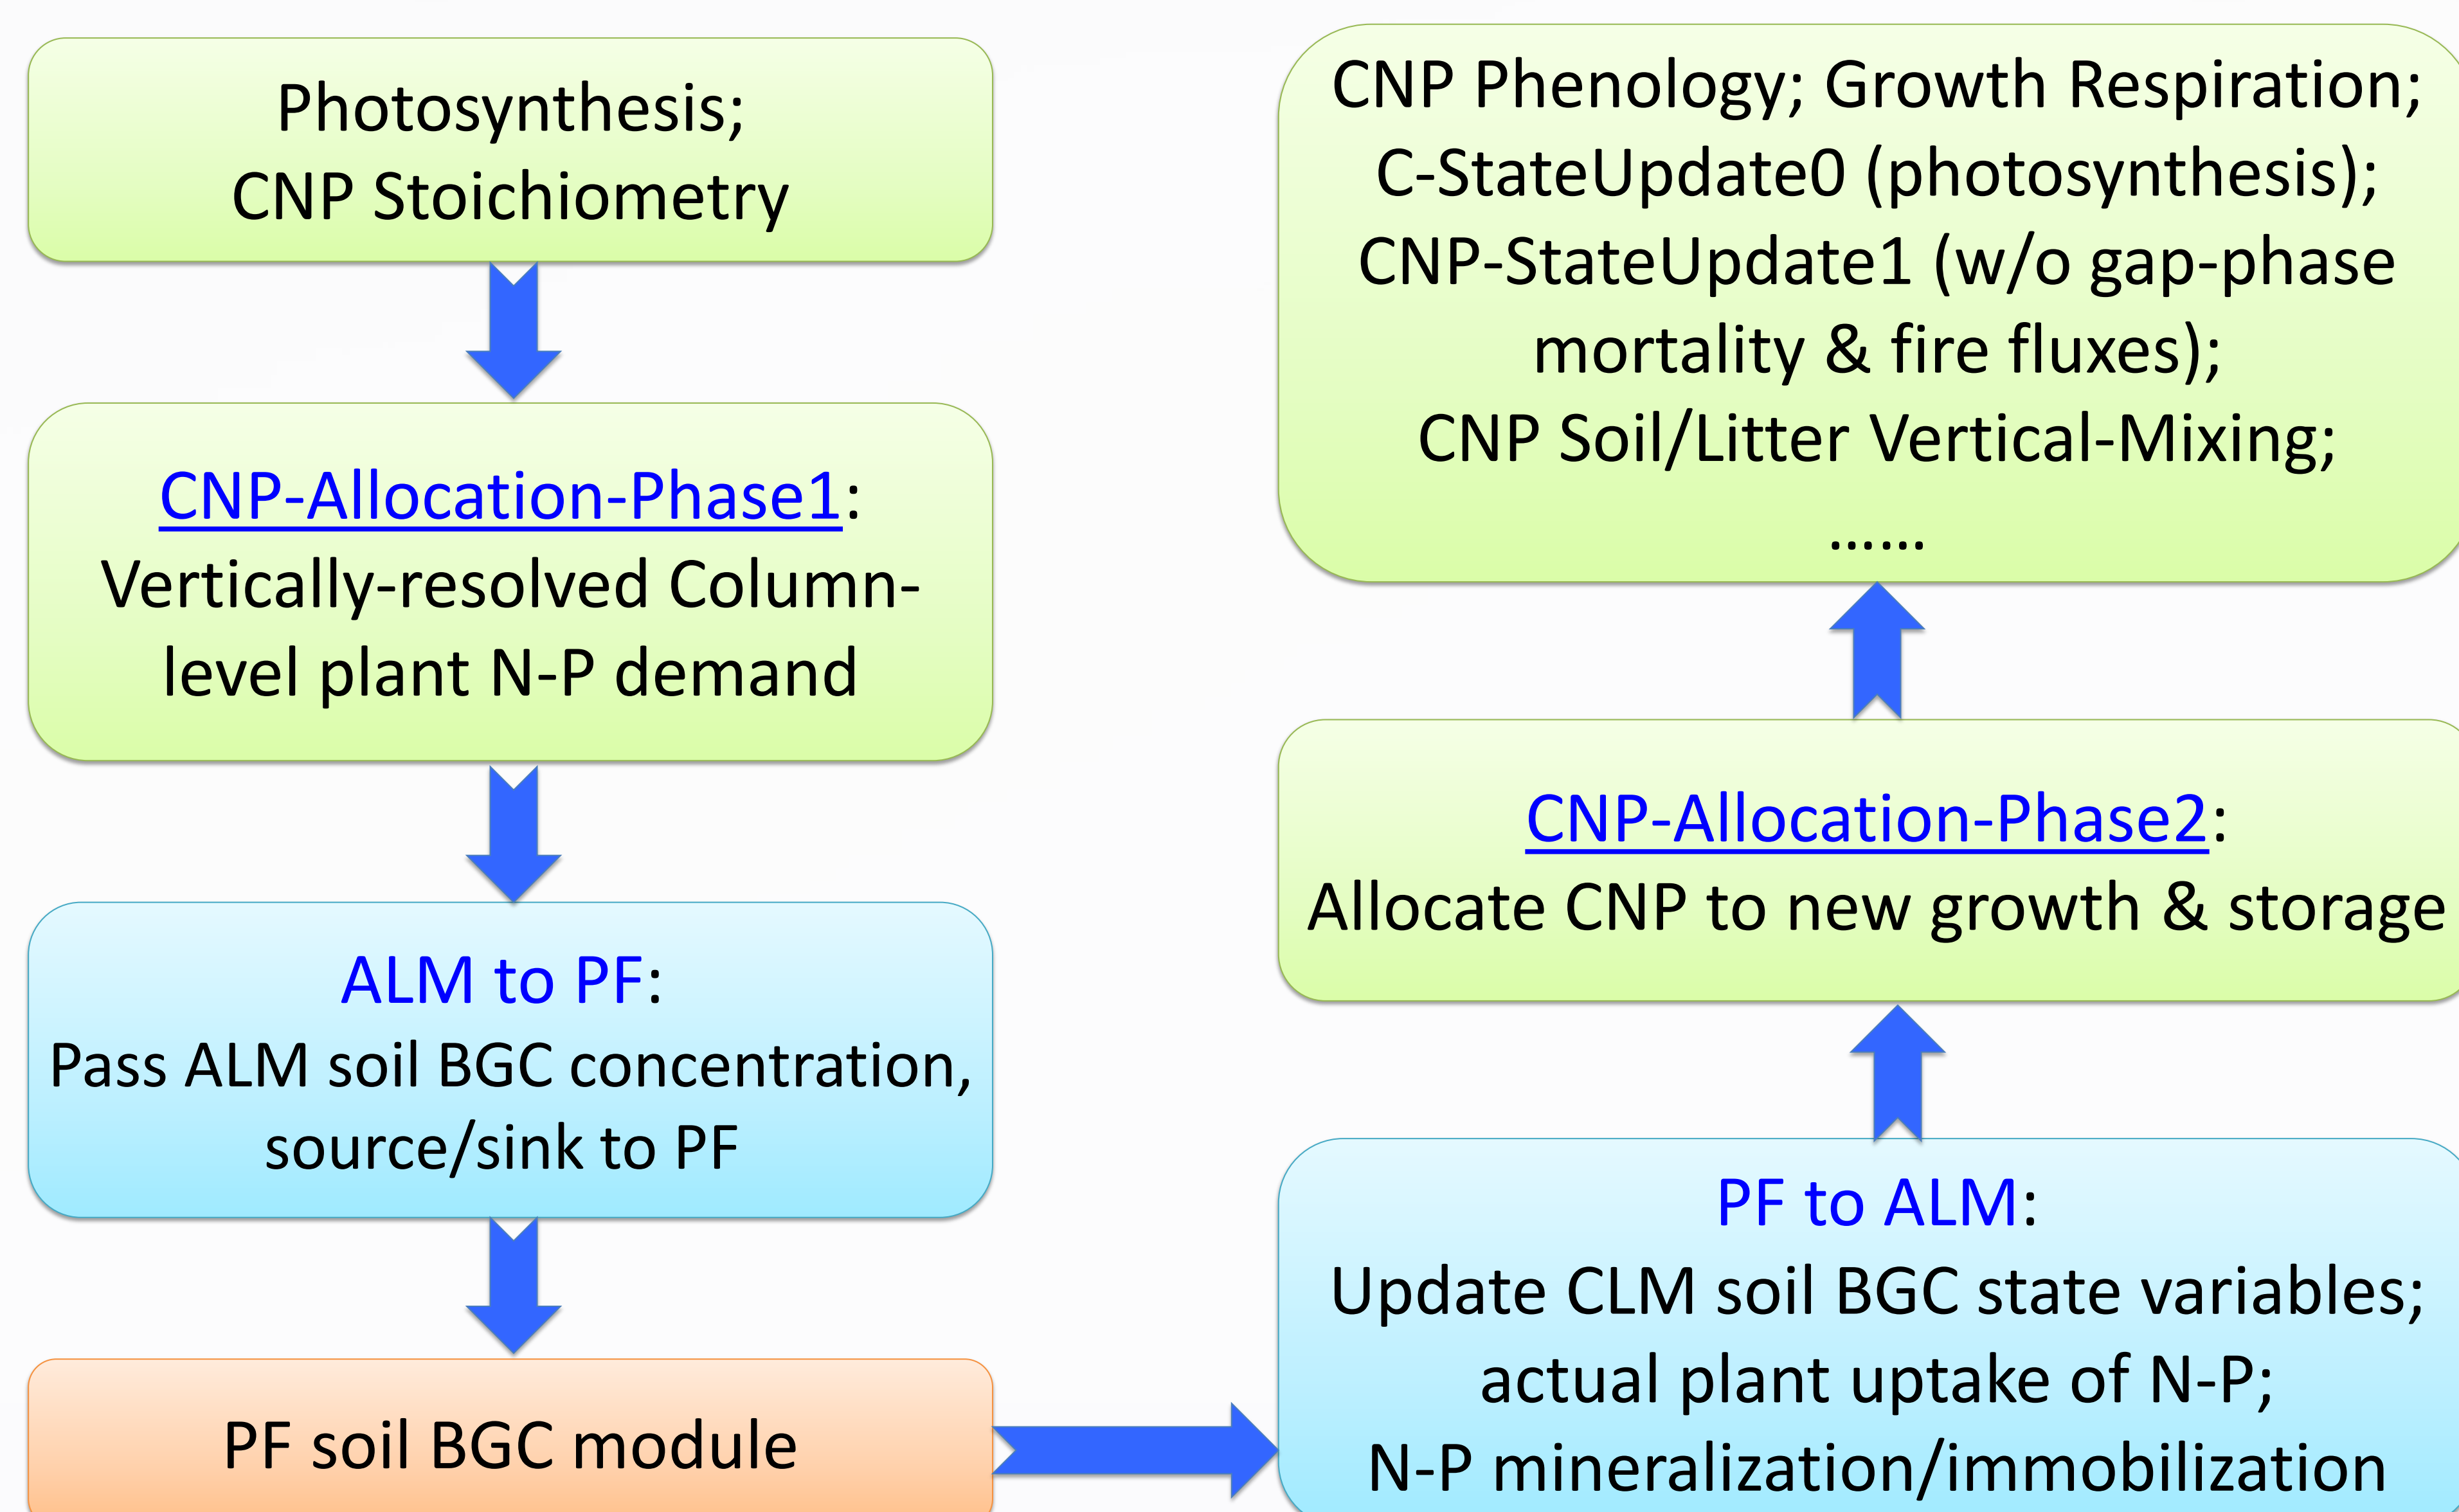 Photosynthesis;
CNP Stoichiometry
CNP-Allocation-Phase1:
Vertically-resolved Column-
level plant N-P demand
ALM to PF:
Pass ALM soil BGC concentration,
source/sink to PF
PF soil BGC module
PF to ALM:
Update CLM soil BGC state variables;
actual plant uptake of N-P;
N-P mineralization/immobilization
CNP-Allocation-Phase2:
Allocate CNP to new growth & storage
CNP Phenology; Growth Respiration;
C-StateUpdate0 (photosynthesis);
CNP-StateUpdate1 (w/o gap-phase
mortality & fire fluxes);
CNP Soil/Litter Vertical-Mixing;
……